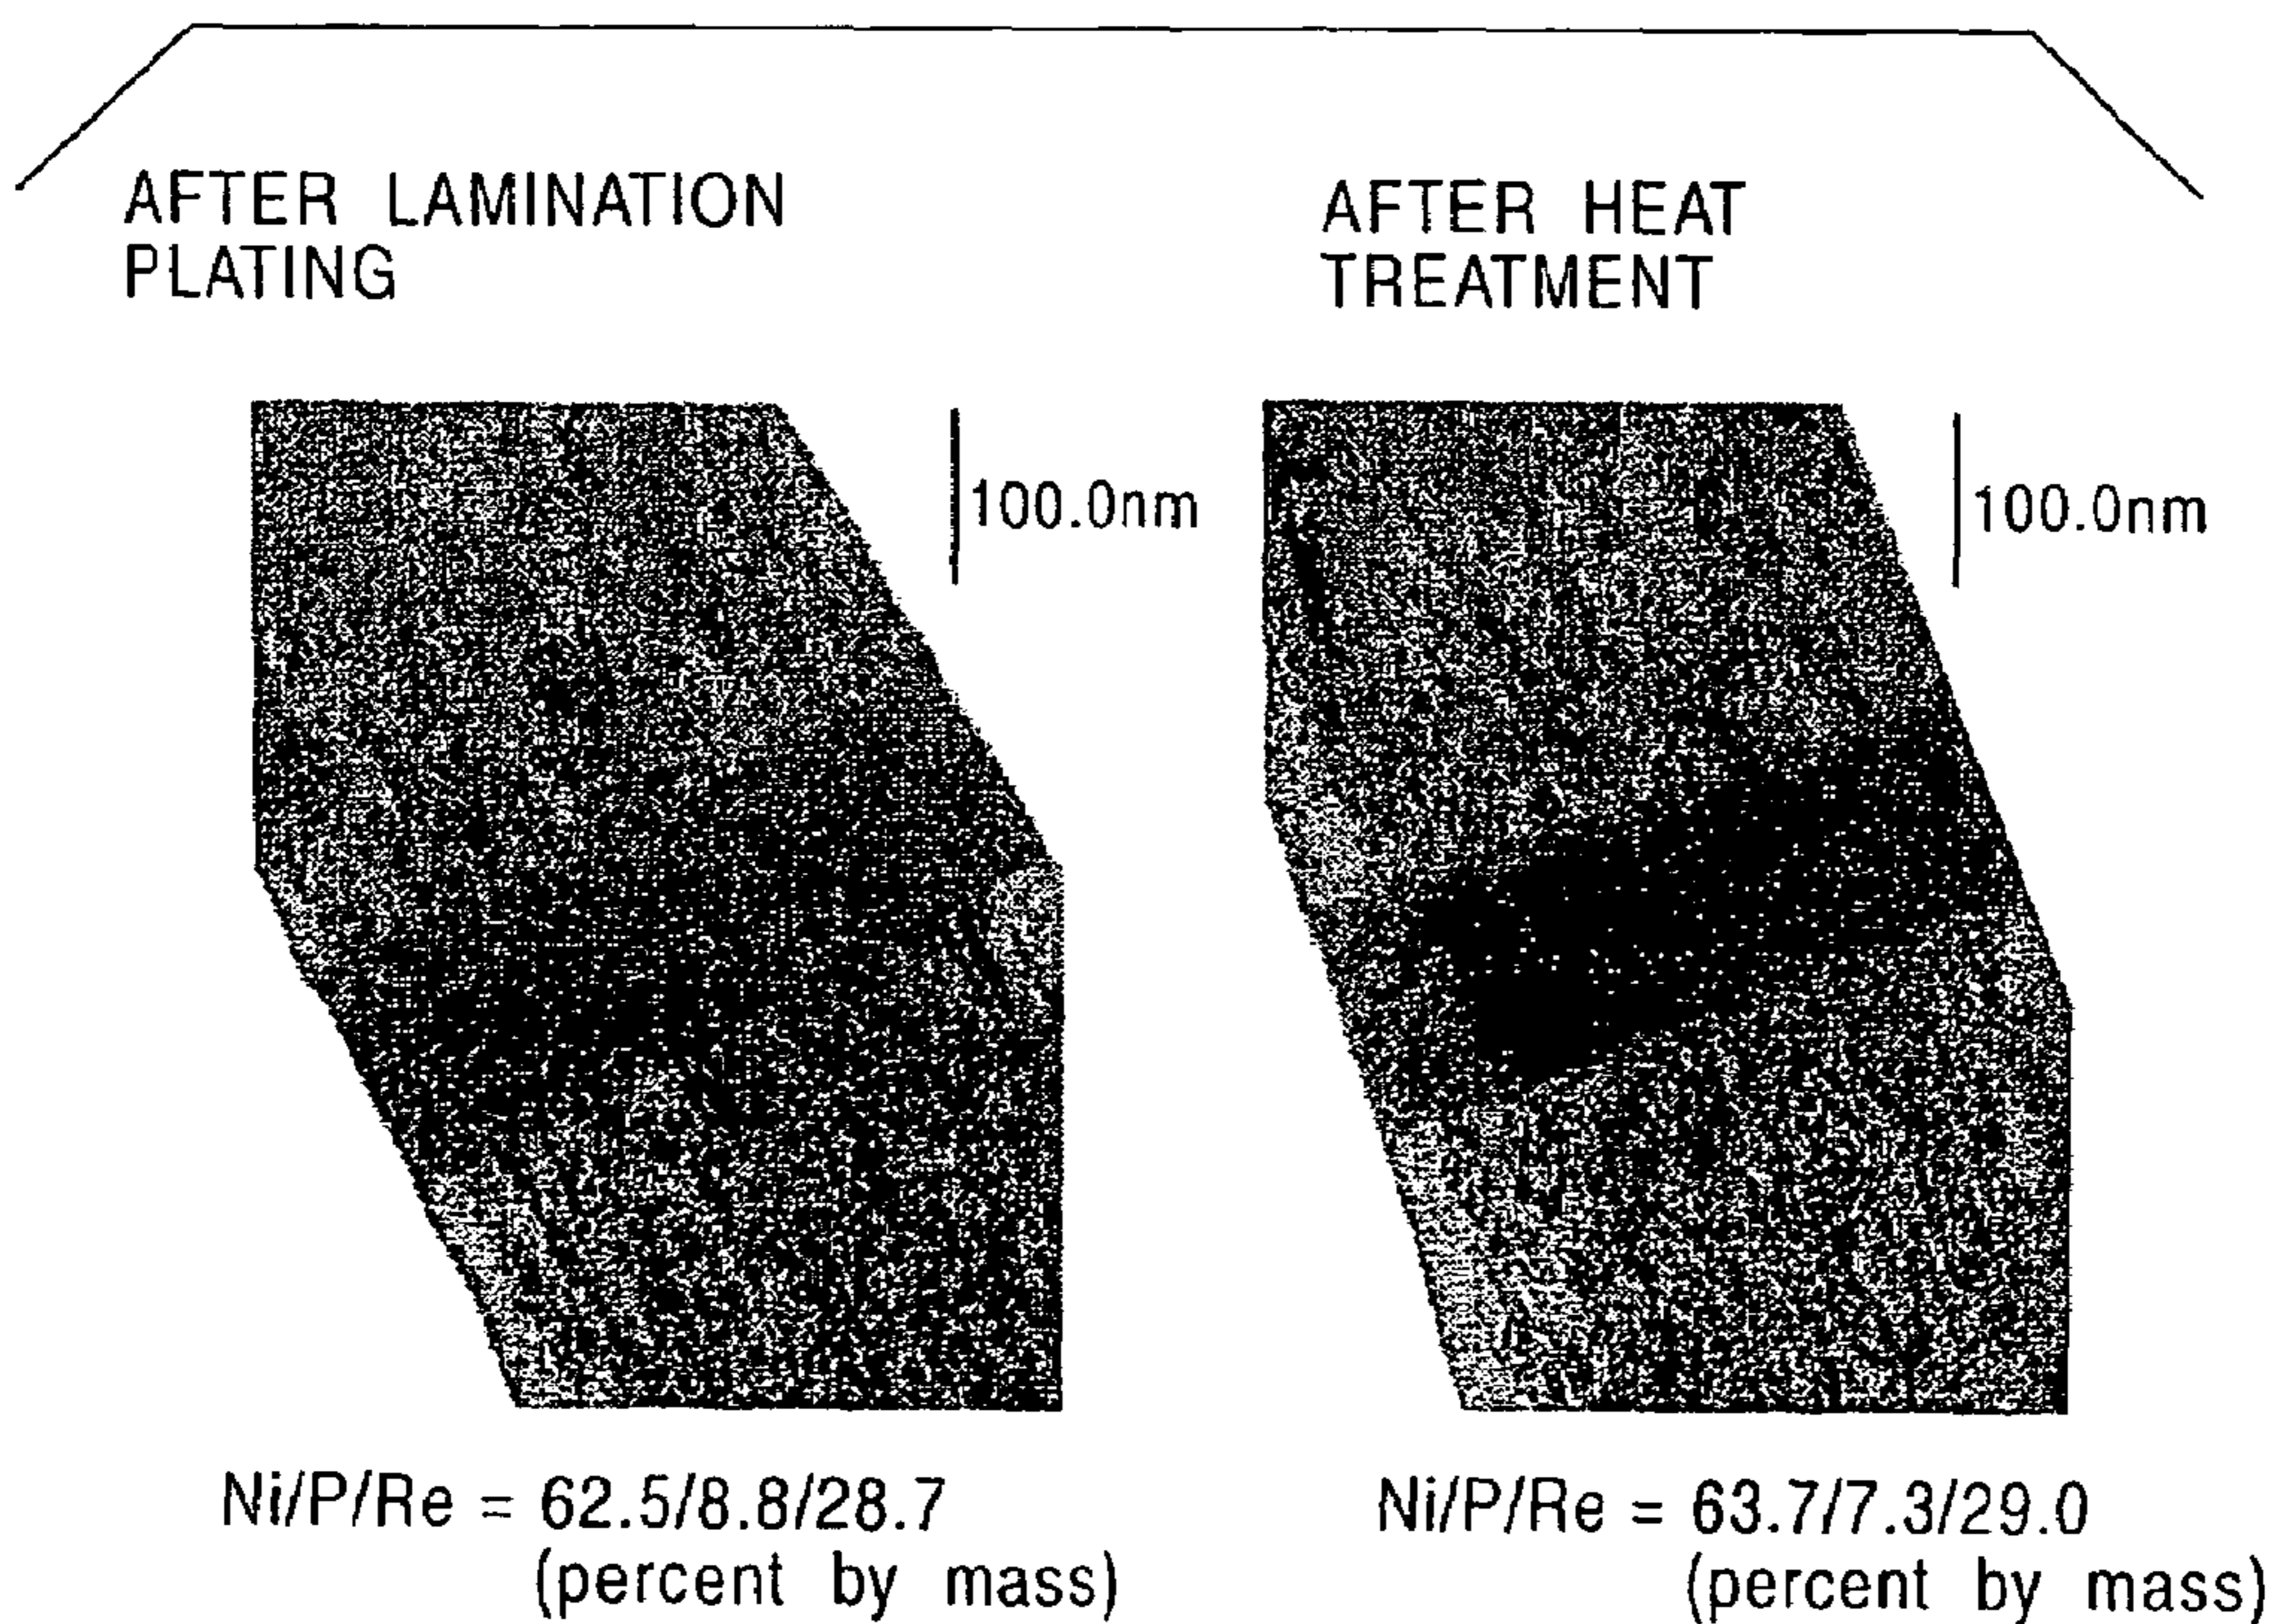 AFTER LAMINATION
PLATING
100.0nm
Ni/P/Re = 62.5/8.8/28.7
(percent by mass)
AFTER HEAT
TREATMENT
100.0nm
Ni/P/Re = 63.7/7.3/29.0
(percent by mass)